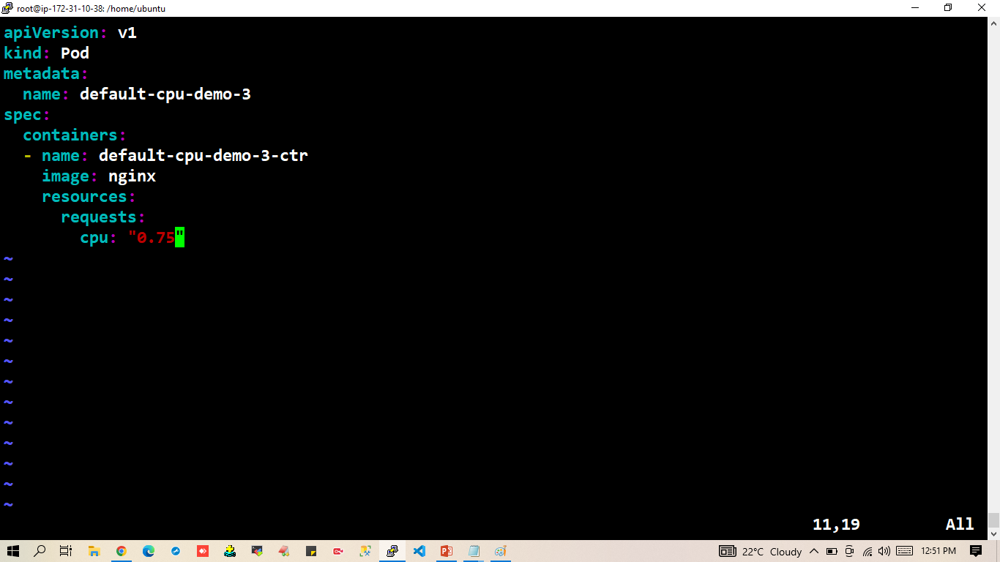 root@ip-172-31-10-38: /home/ubuntu
apiVersion: v1
kind: Pod
metadata:
  name: default-cpu-demo-3
spec:
  containers:
  - name: default-cpu-demo-3-ctr
    image: nginx
    resources:
      requests:
        cpu: "0.75"
~
~
~
~
~
~
~
~
~
~
~
~
~
11,19 All
22°C Cloudy 12:51 PM